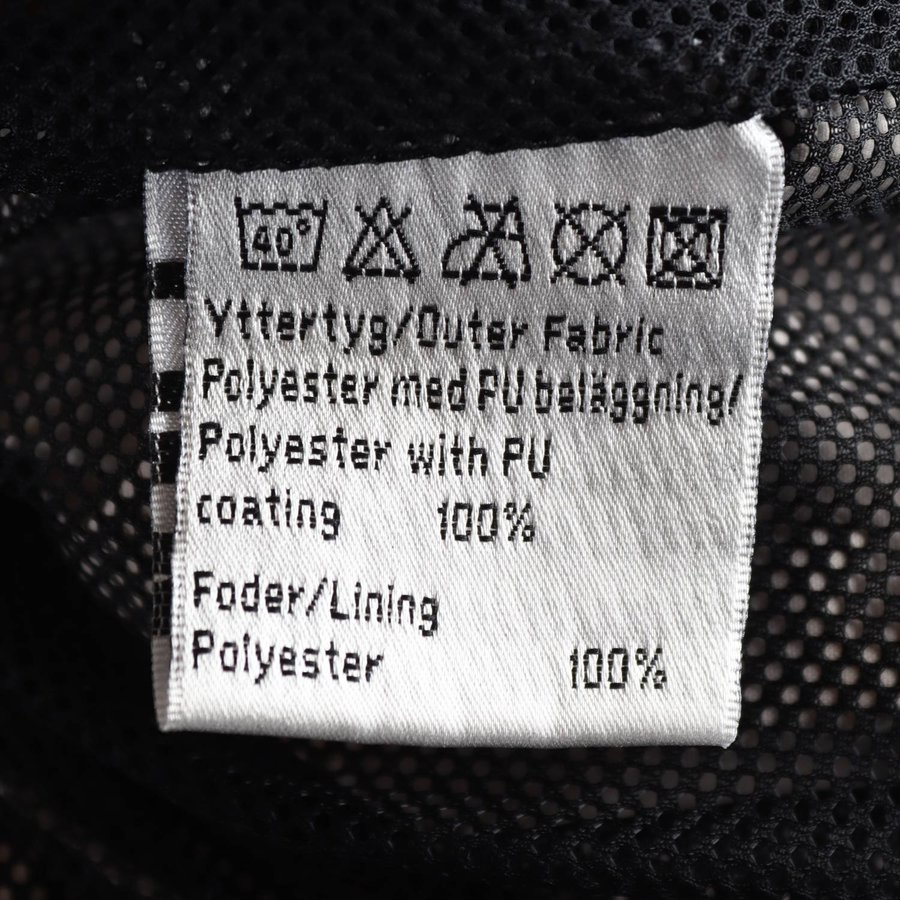 40°
Yttertyg/Outer Fabric
Polyester med PU beläggning/
Polyester with PU
coating 100%
Foder/Lining
Polyester 100%